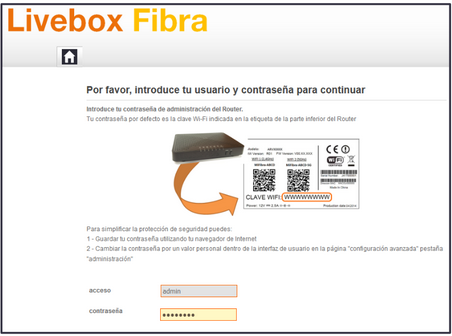 Livebox Fibra
Por favor, introduce tu usuario y contraseña para continuar
Introduce tu contraseña de administración del Router.
Tu contraseña por defecto es la clave Wi-Fi indicada en la etiqueta de la parte inferior del Router
CLAVE WIFI: WWWWWWWWW
Para simplificar la protección de seguridad puedes:
1 - Guardar tu contraseña utilizando tu navegador de Internet
2 - Cambiar la contraseña por un valor personal dentro de la interfaz de usuario en la página "configuración avanzada" pestaña
"administración"
acceso
admin
contraseña